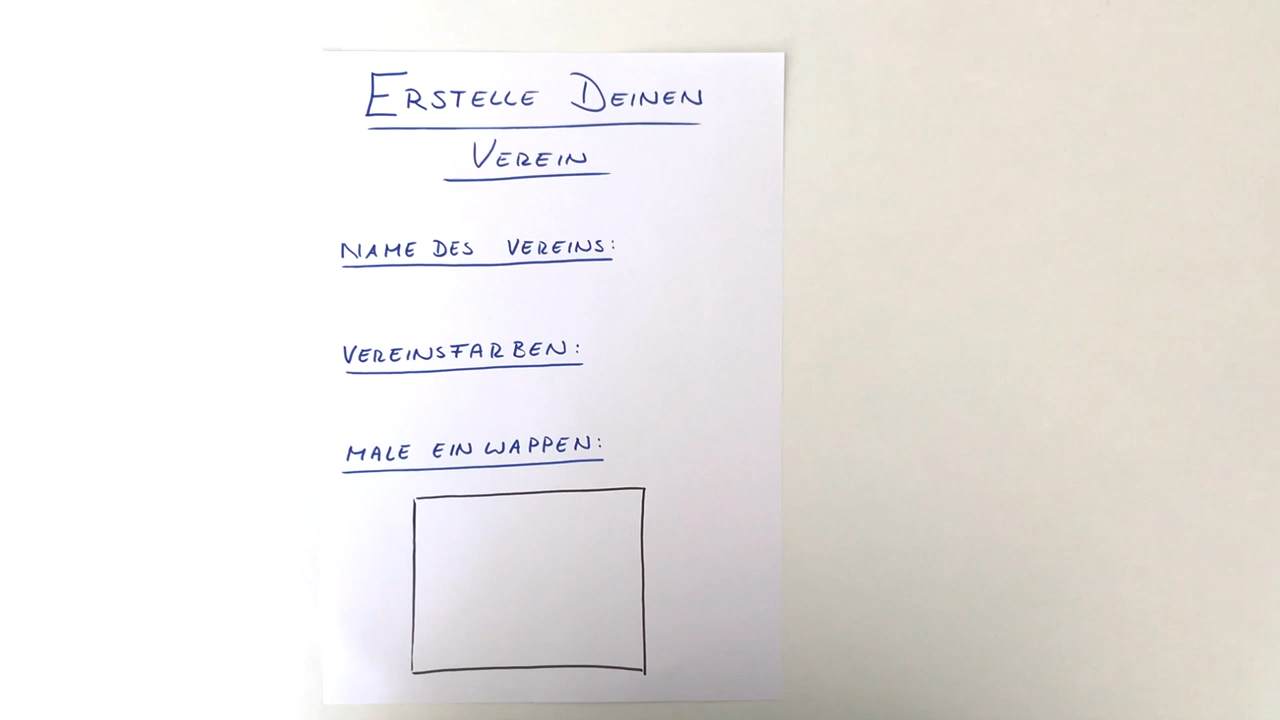 ERSTELLE DEINEN
VEREIN
NAME DES VEREINS:
VEREINSFARBEN:
MALE EIN WAPPEN: